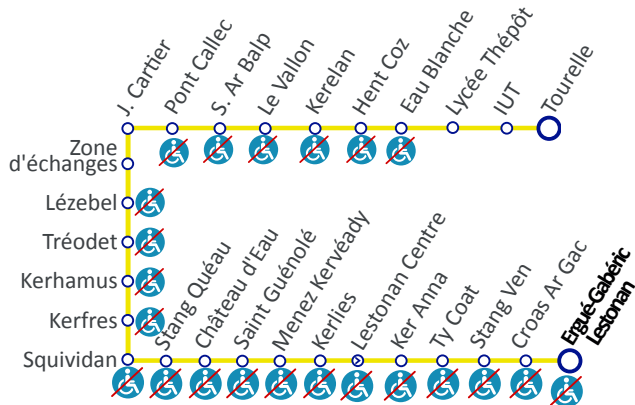 J. Cartier
Pont Callec
S. Ar Balp
Le Vallon
Kerelan
Hent Coz
Eau Blanche
Lycée Thépôt
IUT
Tourelle
Zone
d'échanges
Lézebel
Tréodet
Kerhamus
Kerfres
Squividan
Stang Quéau
Château d'Eau
Saint Guénolé
Menez Kervéady
Kerlies
Lestonan Centre
Ker Anna
Ty Coat
Stang Ven
Croas Ar Gac
Ergué-Gabéric
Lestonan